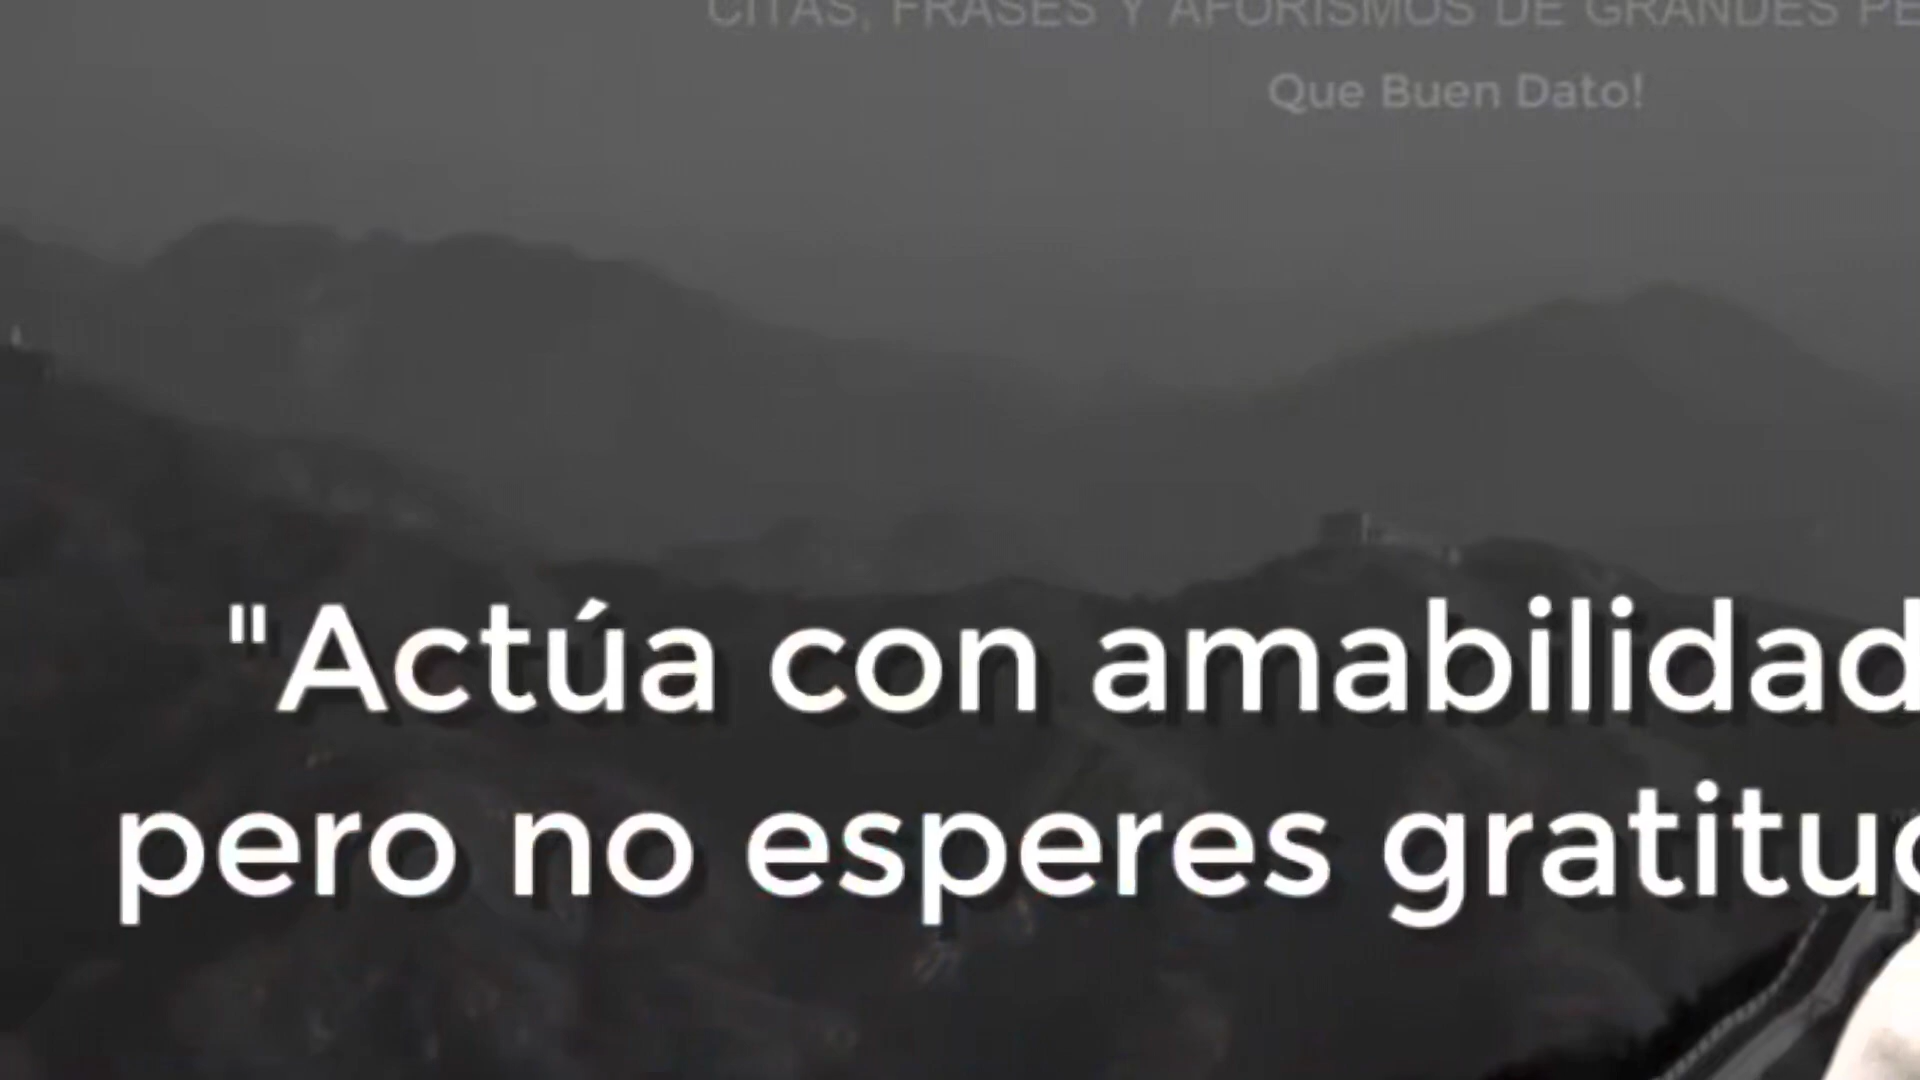 CITAS, FRASES Y AFORISMOS DE GRANDES
Que Buen Dato!
"Actúa con amabilidad
pero no esperes